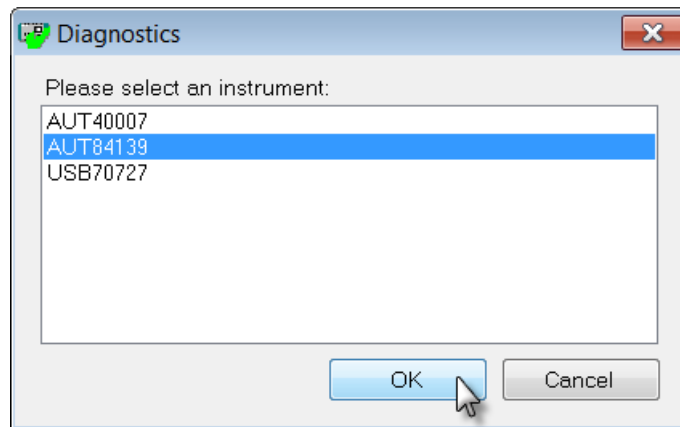 Diagnostics
Please select an instrument:
AUT40007
AUT84139
USB70727
OK
Cancel